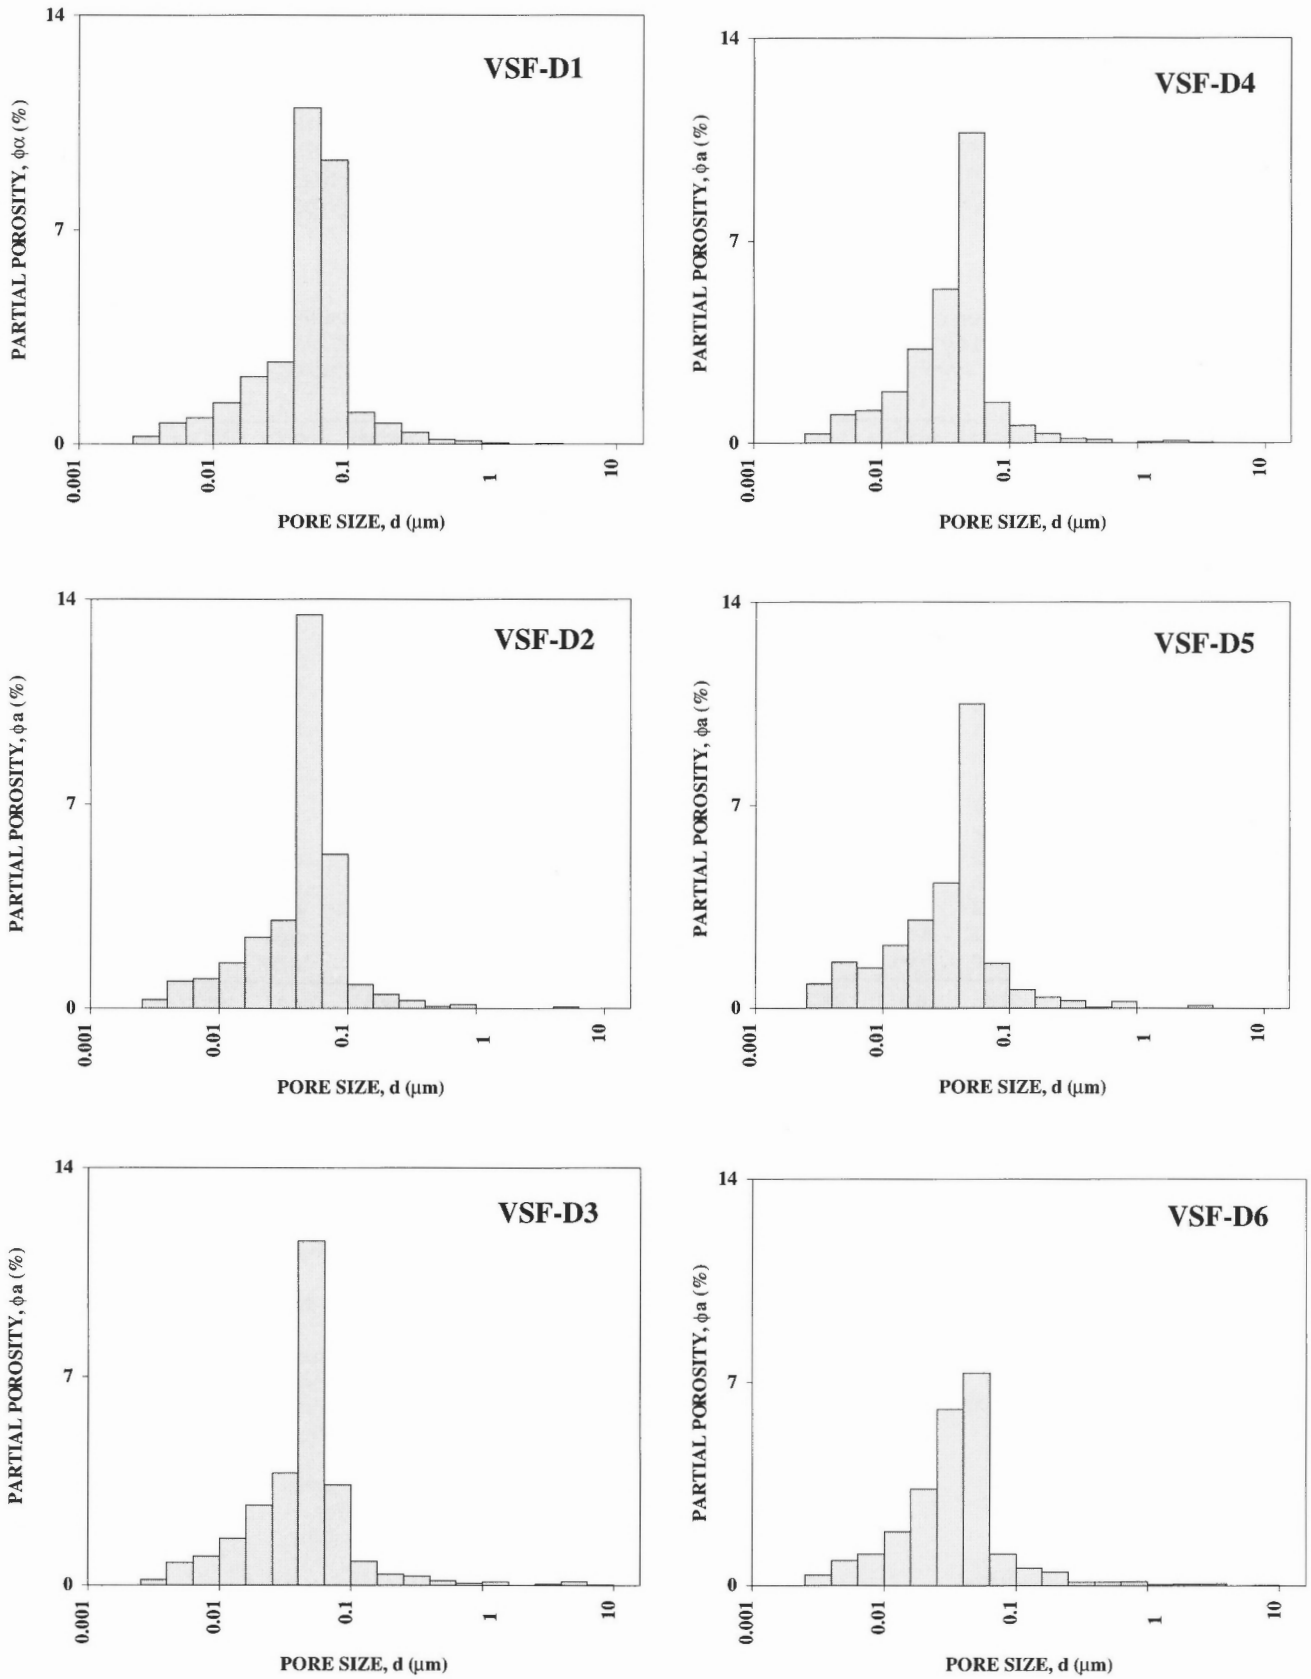 VSF-D1
PARTIAL POROSITY, ϕα (%)
14
7
0
0.001
0.01
0.1
1
10
PORE SIZE, d (μm)
VSF-D4
PARTIAL POROSITY, ϕa (%)
14
7
0
0.001
0.01
0.1
1
10
PORE SIZE, d (μm)
VSF-D2
PARTIAL POROSITY, ϕa (%)
14
7
0
0.001
0.01
0.1
1
10
PORE SIZE, d (μm)
VSF-D5
PARTIAL POROSITY, ϕa (%)
14
7
0
0.001
0.01
0.1
1
10
PORE SIZE, d (μm)
VSF-D3
PARTIAL POROSITY, ϕa (%)
14
7
0
0.001
0.01
0.1
1
10
PORE SIZE, d (μm)
VSF-D6
PARTIAL POROSITY, ϕa (%)
14
7
0
0.001
0.01
0.1
1
10
PORE SIZE, d (μm)